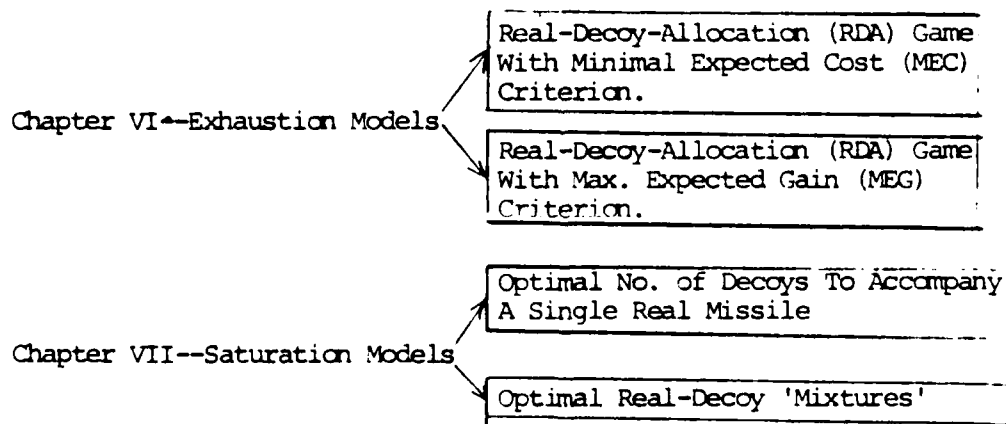 Real-Decoy-Allocation (RDA) Game
With Minimal Expected Cost (MEC)
Criterion.
Chapter VI--Exhaustion Models
Real-Decoy-Allocation (RDA) Game
With Max. Expected Gain (MEG)
Criterion.
Optimal No. of Decoys To Accompany
A Single Real Missile
Chapter VII--Saturation Models
Optimal Real-Decoy 'Mixtures'